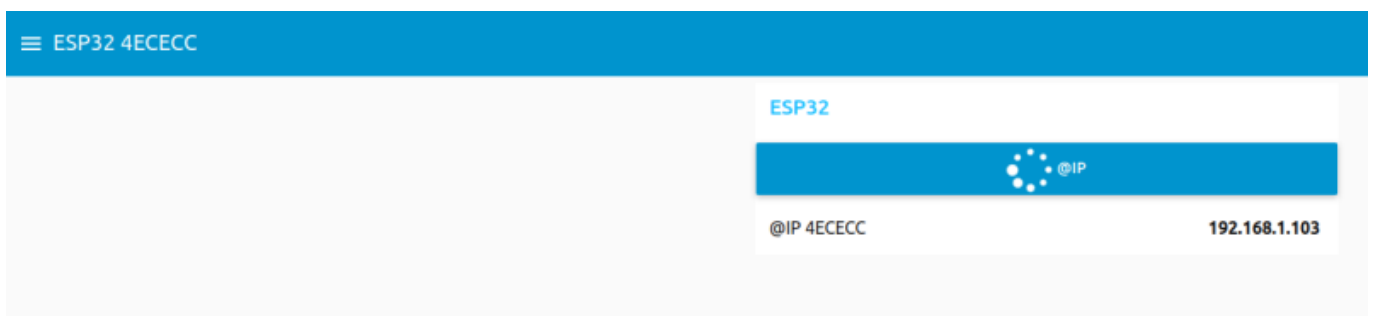 ESP32 4ECECC
ESP32
@IP
@IP 4ECECC 192.168.1.103